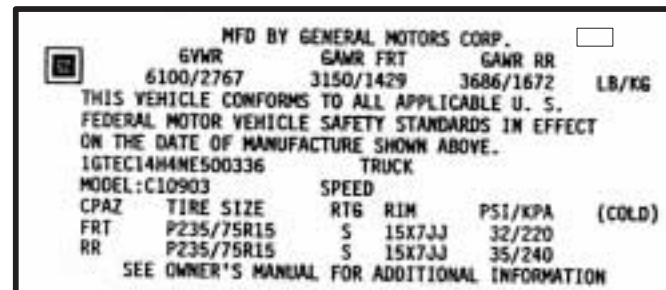 MFD BY GENERAL MOTORS CORP.
GVWR GAWR FRT GAWR RR
6100/2767 3150/1429 3686/1672 LB/KG
THIS VEHICLE CONFORMS TO ALL APPLICABLE U. S.
FEDERAL MOTOR VEHICLE SAFETY STANDARDS IN EFFECT
ON THE DATE OF MANUFACTURE SHOWN ABOVE.
1GTEC14H4NE500336 TRUCK
MODEL:C10903 SPEED
CPAZ TIRE SIZE RTG RIM PSI/KPA (COLD)
FRT P235/75R15 S 15X7JJ 32/220
RR P235/75R15 S 15X7JJ 35/240
SEE OWNER'S MANUAL FOR ADDITIONAL INFORMATION